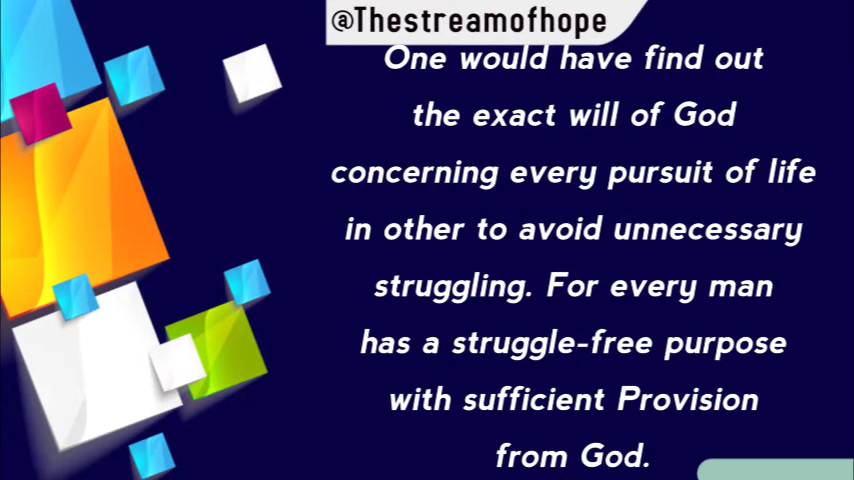 @Thestreamofhope
One would have find out
the exact will of God
concerning every pursuit of life
in other to avoid unnecessary
struggling. For every man
has a struggle-free purpose
with sufficient Provision
from God.